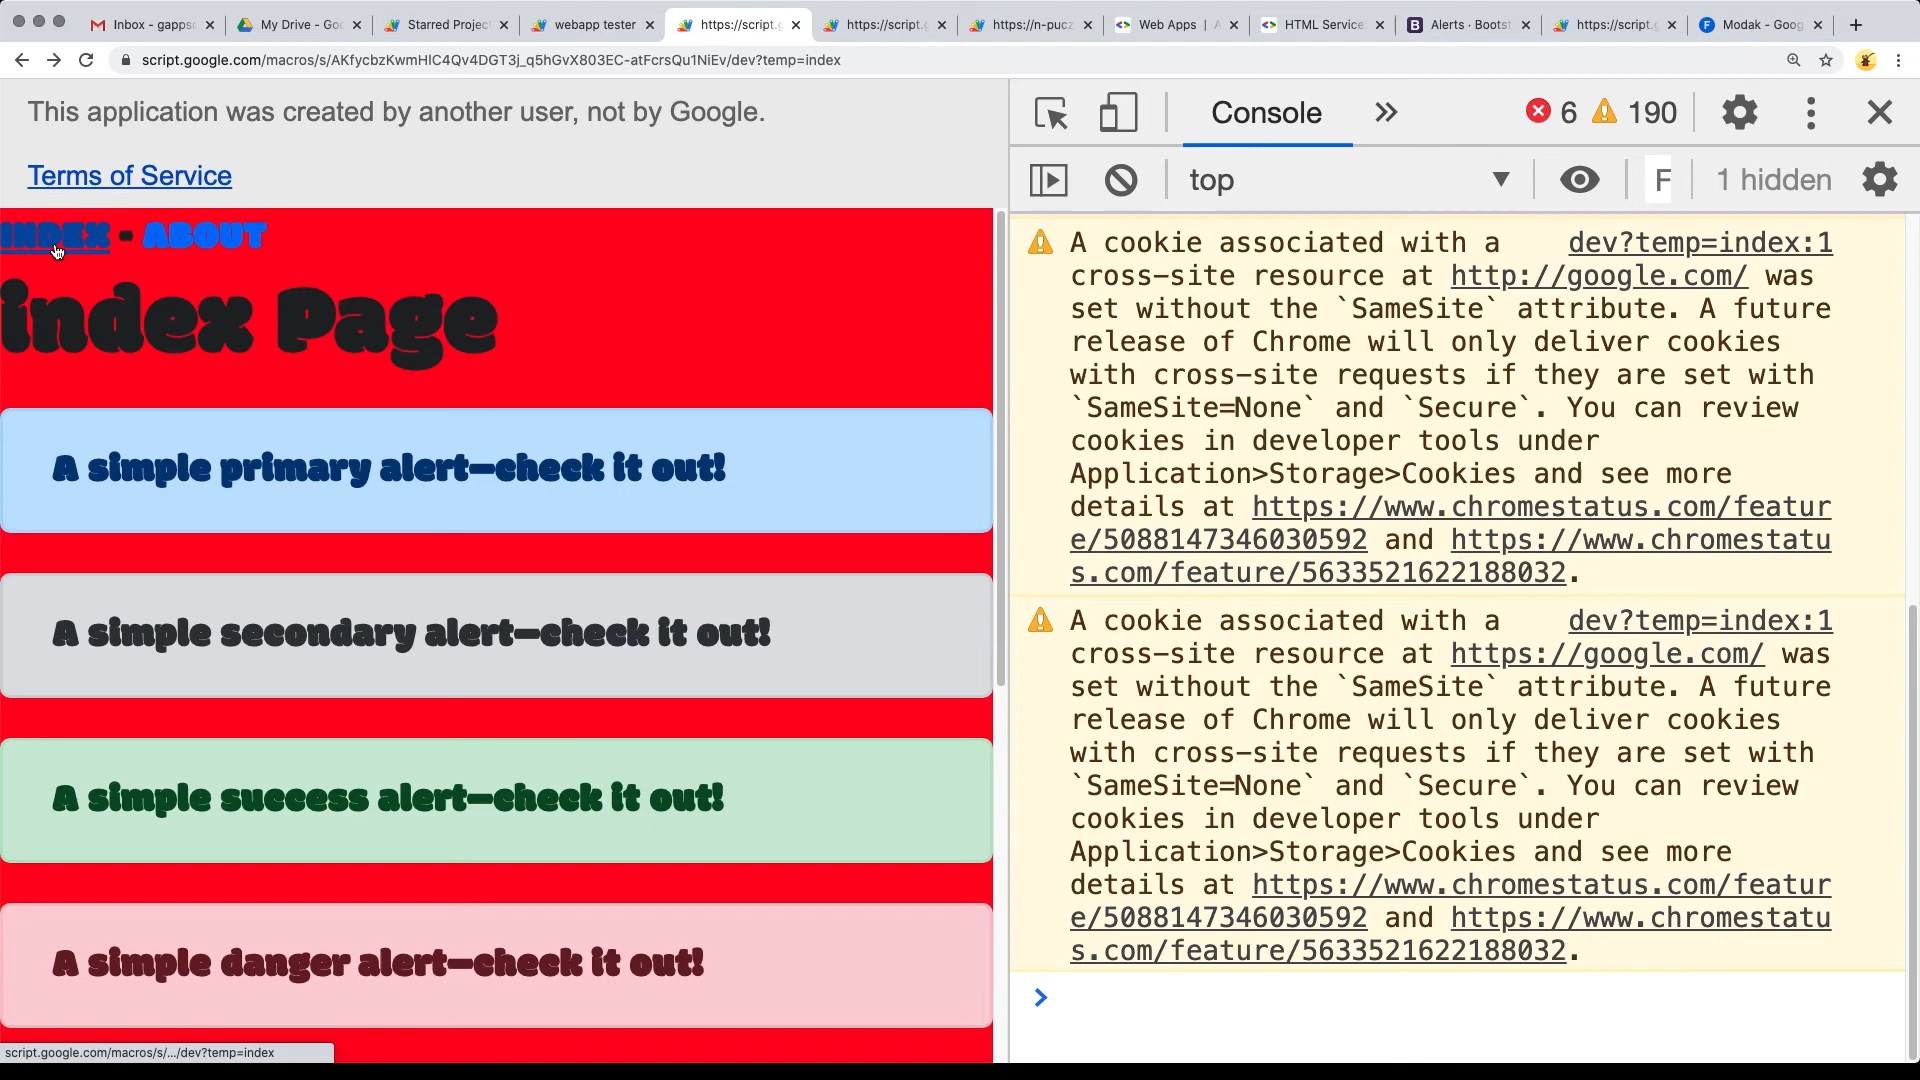 Inbox - gapps
My Drive - Goo
Starred Projec
webapp tester
https://script.g
https://script.g
https://n-pucz
Web Apps | A
HTML Service
Alerts · Bootst
https://script.g
Modak - Goog
script.google.com/macros/s/AKfycbzKwmHlC4Qv4DGT3j_q5hGvX803EC-atFcrsQu1NiEv/dev?temp=index
This application was created by another user, not by Google.
Terms of Service
INDEX - ABOUT
index Page
A simple primary alert—check it out!
A simple secondary alert—check it out!
A simple success alert—check it out!
A simple danger alert—check it out!
script.google.com/macros/s/.../dev?temp=index
Console
6
190
top
F
1 hidden
A cookie associated with a dev?temp=index:1
cross-site resource at http://google.com/ was
set without the `SameSite` attribute. A future
release of Chrome will only deliver cookies
with cross-site requests if they are set with
`SameSite=None` and `Secure`. You can review
cookies in developer tools under
Application>Storage>Cookies and see more
details at https://www.chromestatus.com/featur
e/5088147346030592 and https://www.chromestatu
s.com/feature/5633521622188032.
A cookie associated with a dev?temp=index:1
cross-site resource at https://google.com/ was
set without the `SameSite` attribute. A future
release of Chrome will only deliver cookies
with cross-site requests if they are set with
`SameSite=None` and `Secure`. You can review
cookies in developer tools under
Application>Storage>Cookies and see more
details at https://www.chromestatus.com/featur
e/5088147346030592 and https://www.chromestatu
s.com/feature/5633521622188032.